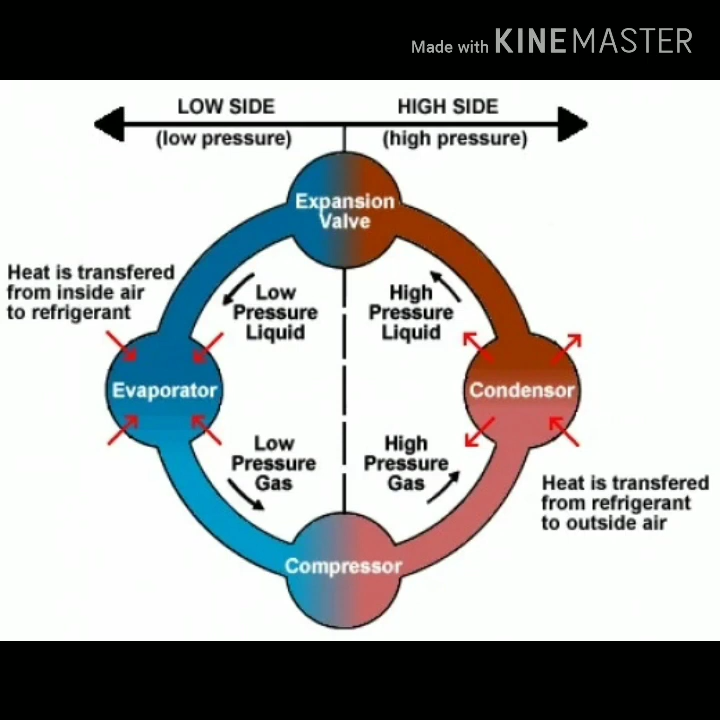 Made with KINEMASTER
LOW SIDE
(low pressure)
HIGH SIDE
(high pressure)
Expansion
Valve
Heat is transfered
from inside air
to refrigerant
Low
Pressure
Liquid
High
Pressure
Liquid
Evaporator
Condensor
Low
Pressure
Gas
High
Pressure
Gas
Heat is transfered
from refrigerant
to outside air
Compressor